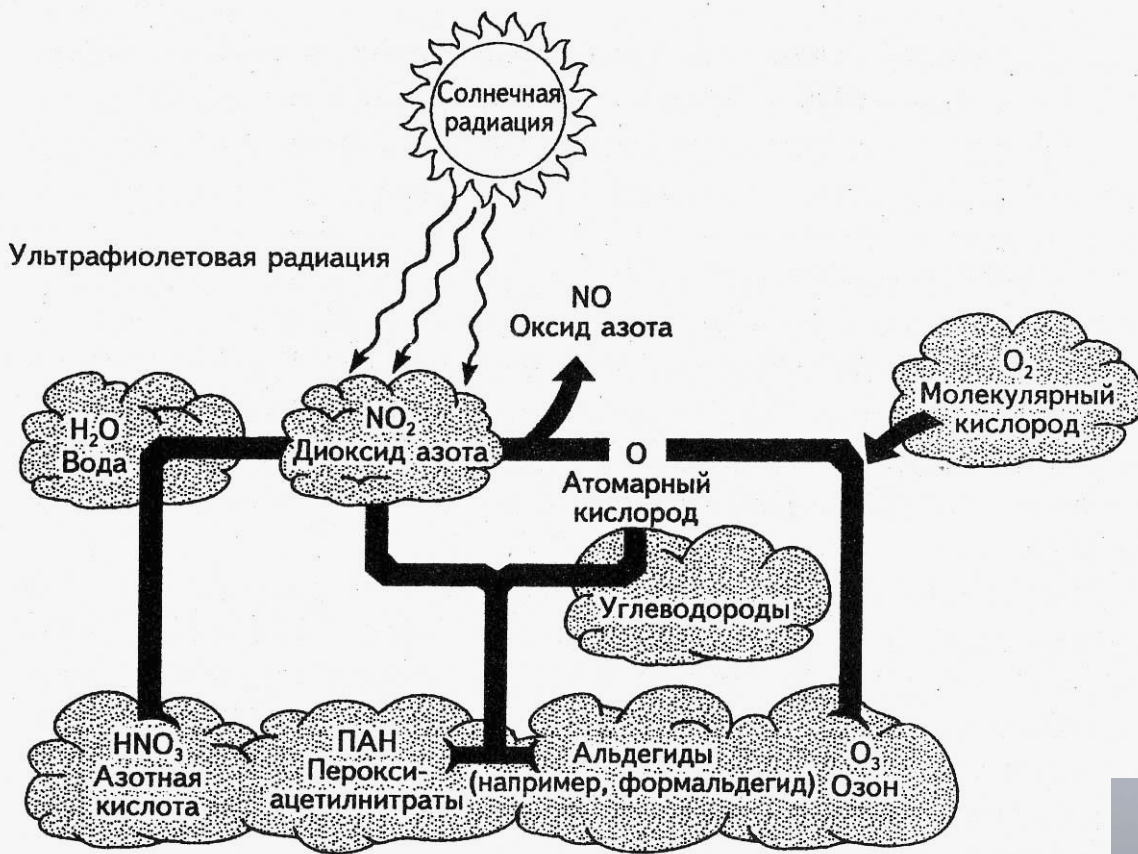 Солнечная
радиация
Ультрафиолетовая радиация
NO
Оксид азота
O₂
Молекулярный
кислород
H₂O
Вода
NO₂
Диоксид азота
O
Атомарный
кислород
Углеводороды
HNO₃
Азотная
кислота
ПАН
Перокси-
ацетилнитраты
Альдегиды
(например, формальдегид)
O₃
Озон